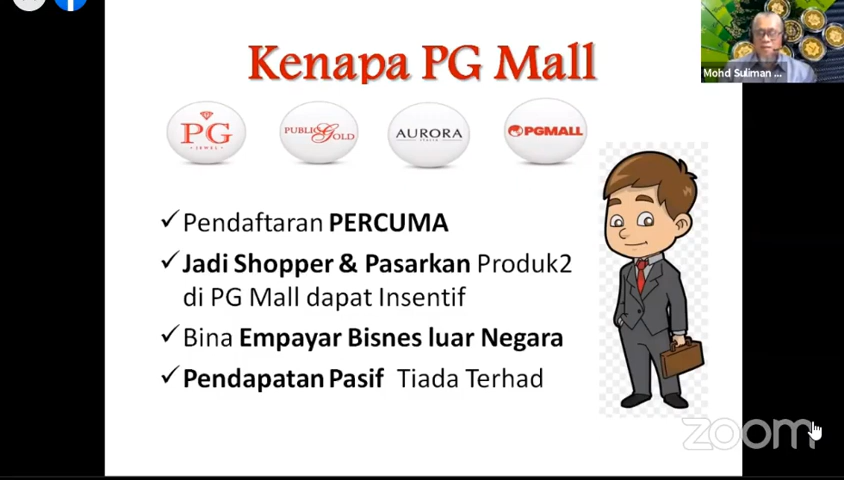 Kenapa PG Mall
Mohd Suliman ...
PG
JEWEL
PUBLIC GOLD
AURORA
ITALIA
PGMALL
Pendaftaran PERCUMA
Jadi Shopper & Pasarkan Produk2
di PG Mall dapat Insentif
Bina Empayar Bisnes luar Negara
Pendapatan Pasif Tiada Terhad
zoom